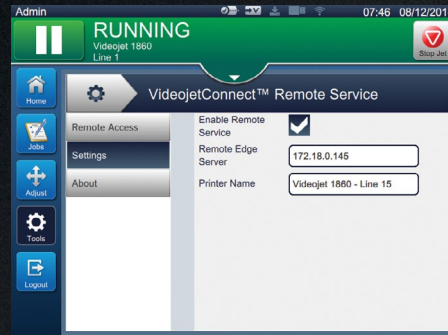 Admin
07:46 08/12/201
RUNNING
Videojet 1860
Line 1
Stop Jet
Home
VideojetConnect™ Remote Service
Jobs
Remote Access
Enable Remote
Service
Settings
Remote Edge
Server
172.18.0.145
Adjust
About
Printer Name
Videojet 1860 - Line 15
Tools
Logout